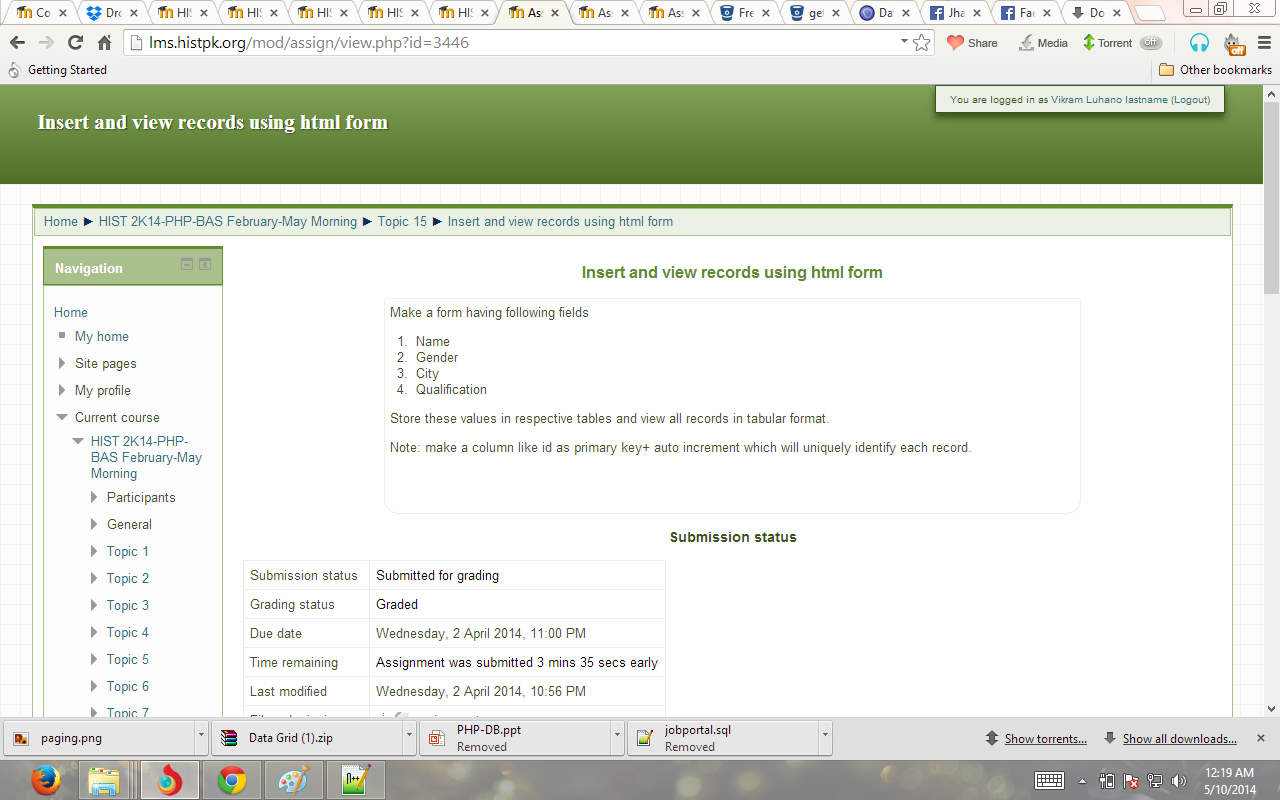 Co
Dro
HIS
HIS
HIS
HIS
HIS
Ass
Ass
Ass
Fre
get
Da
Jha
Fac
Do
lms.histpk.org/mod/assign/view.php?id=3446
Share
Media
Torrent
off
off
Getting Started
Other bookmarks
You are logged in as Vikram Luhano lastname (Logout)
Insert and view records using html form
Home ► HIST 2K14-PHP-BAS February-May Morning ► Topic 15 ► Insert and view records using html form
Navigation
Home
My home
Site pages
My profile
Current course
HIST 2K14-PHP-
BAS February-May
Morning
Participants
General
Topic 1
Topic 2
Topic 3
Topic 4
Topic 5
Topic 6
Topic 7
Insert and view records using html form
Make a form having following fields
1. Name
2. Gender
3. City
4. Qualification
Store these values in respective tables and view all records in tabular format.
Note: make a column like id as primary key+ auto increment which will uniquely identify each record.
Submission status
Submission status Submitted for grading
Grading status Graded
Due date Wednesday, 2 April 2014, 11:00 PM
Time remaining Assignment was submitted 3 mins 35 secs early
Last modified Wednesday, 2 April 2014, 10:56 PM
paging.png
Data Grid (1).zip
PHP-DB.ppt
Removed
jobportal.sql
Removed
Show torrents...
Show all downloads...
12:19 AM
5/10/2014